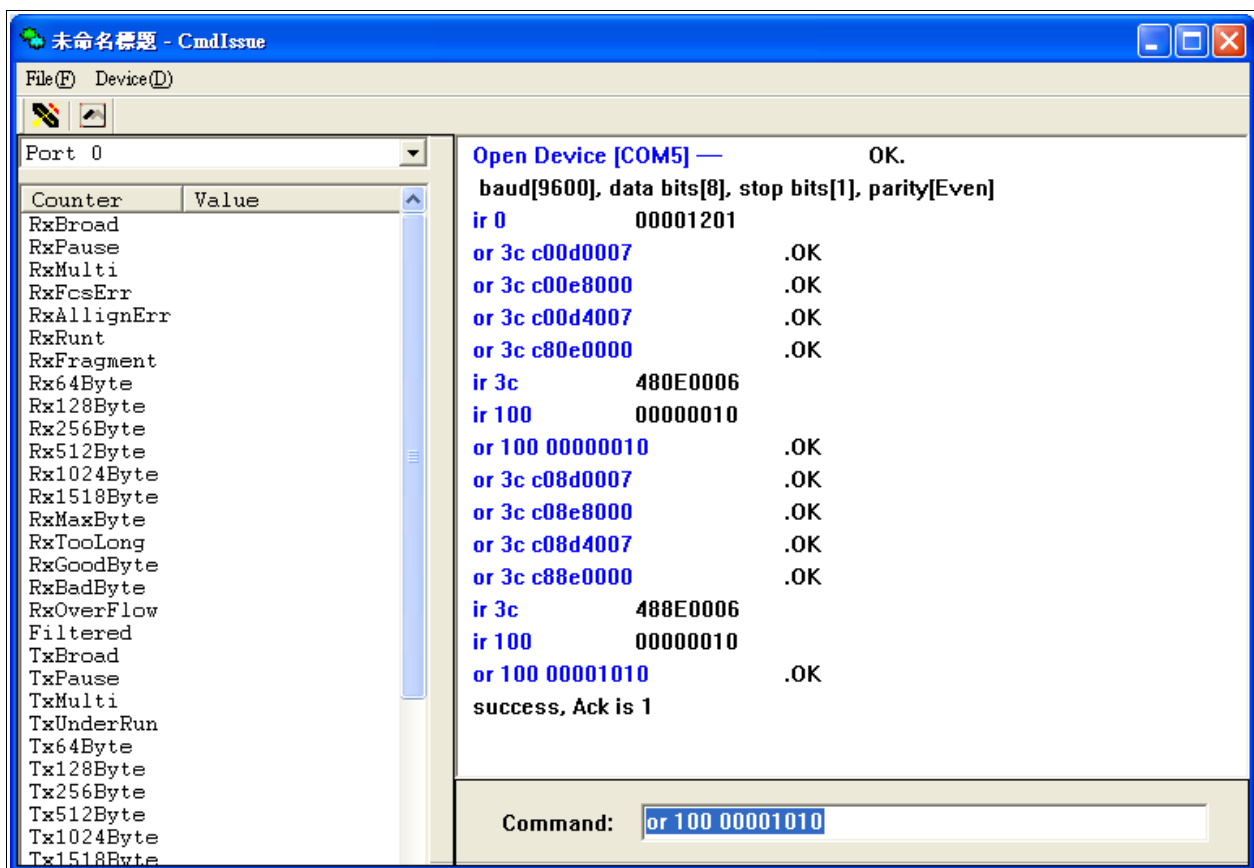 未命名標題 - CmdIssue
File(F) Device(D)
Port 0
Counter Value
RxBroad
RxPause
RxMulti
RxFcsErr
RxAllignErr
RxRunt
RxFragment
Rx64Byte
Rx128Byte
Rx256Byte
Rx512Byte
Rx1024Byte
Rx1518Byte
RxMaxByte
RxTooLong
RxGoodByte
RxBadByte
RxOverFlow
Filtered
TxBroad
TxPause
TxMulti
TxUnderRun
Tx64Byte
Tx128Byte
Tx256Byte
Tx512Byte
Tx1024Byte
Tx1518Byte
Open Device [COM5] — OK.
baud[9600], data bits[8], stop bits[1], parity[Even]
ir 0 00001201
or 3c c00d0007 .OK
or 3c c00e8000 .OK
or 3c c00d4007 .OK
or 3c c80e0000 .OK
ir 3c 480E0006
ir 100 00000010
or 100 00000010 .OK
or 3c c08d0007 .OK
or 3c c08e8000 .OK
or 3c c08d4007 .OK
or 3c c88e0000 .OK
ir 3c 488E0006
ir 100 00000010
or 100 00001010 .OK
success, Ack is 1
Command: or 100 00001010